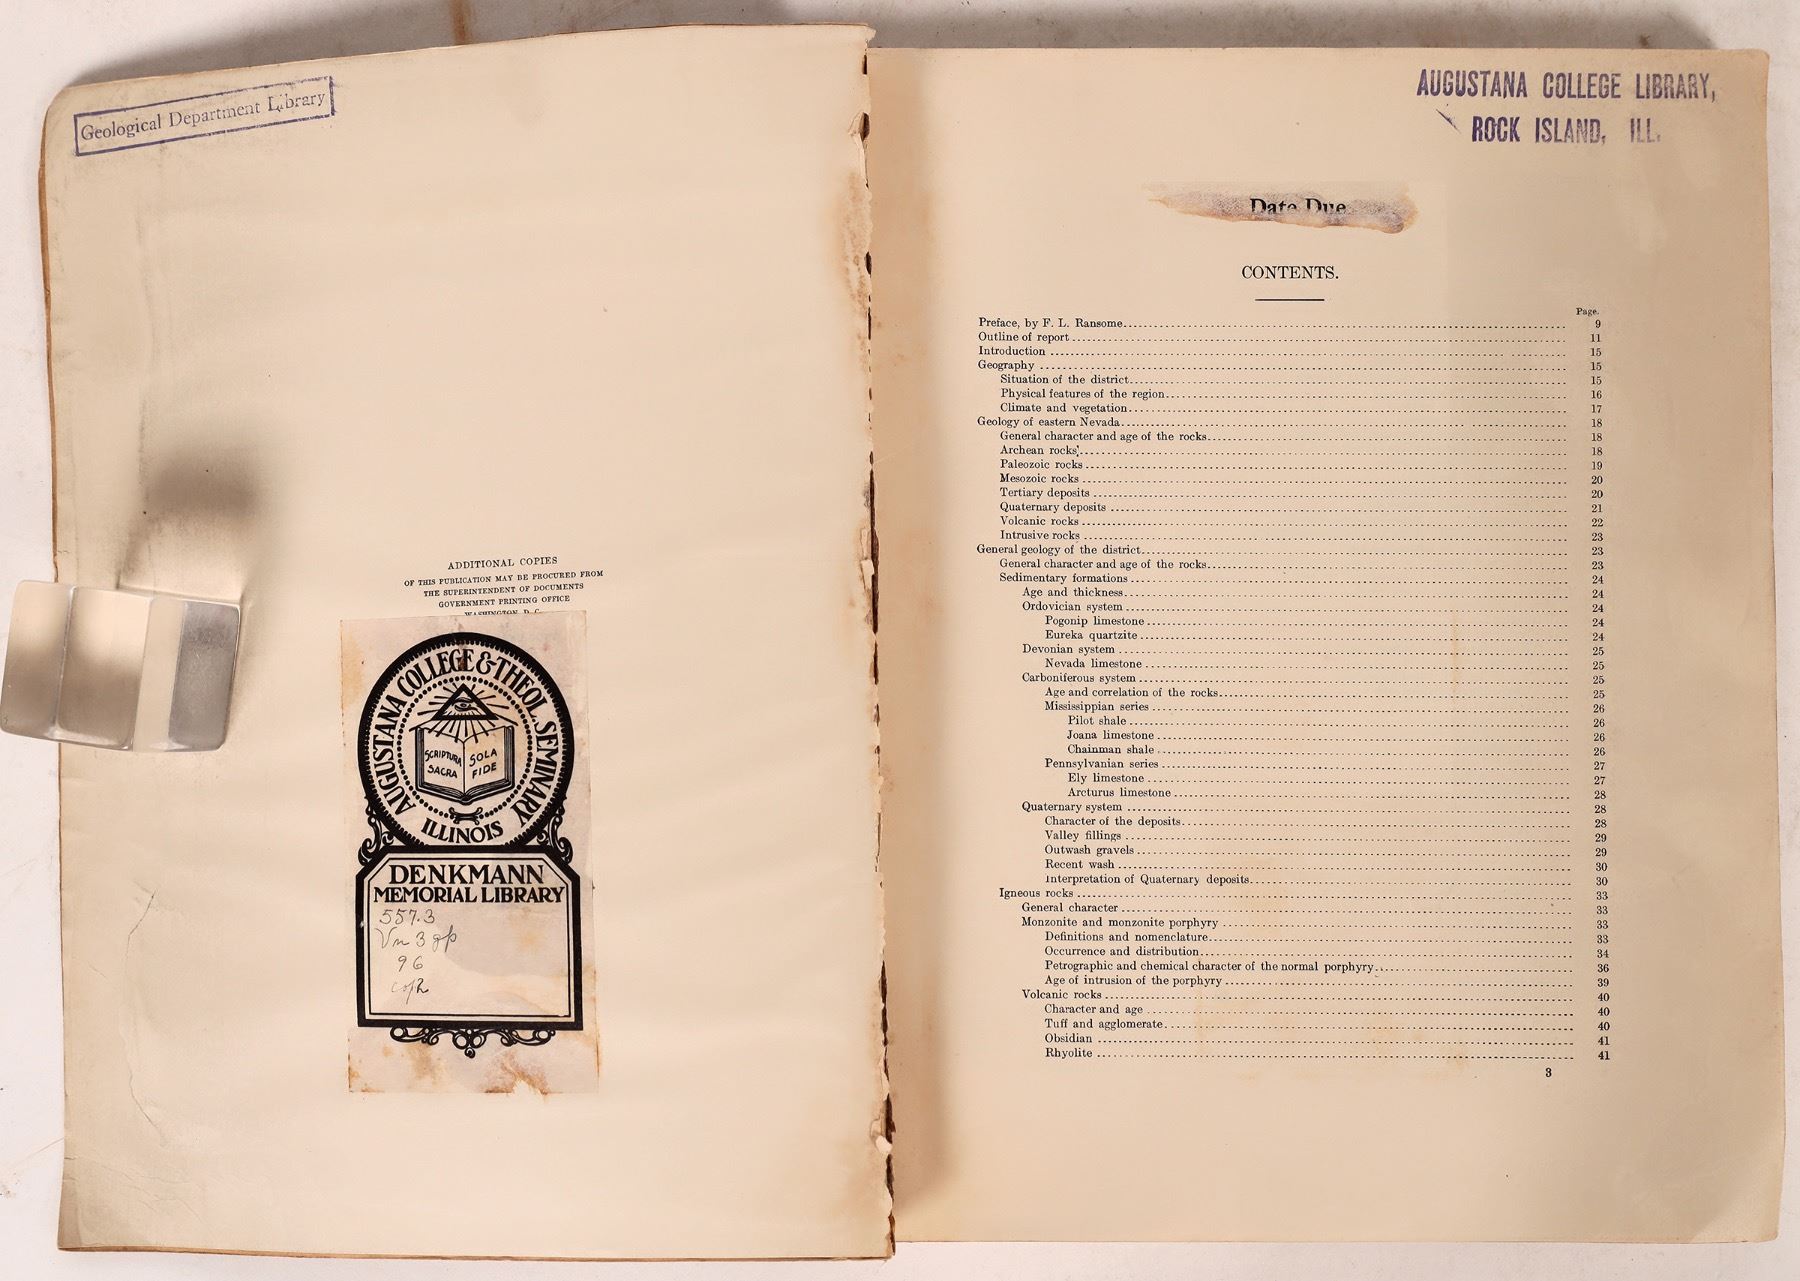 Geological Department Library
ADDITIONAL COPIES
OF THIS PUBLICATION MAY BE PROCURED FROM
THE SUPERINTENDENT OF DOCUMENTS
GOVERNMENT PRINTING OFFICE
WASHINGTON, D. C.
AUGUSTANA COLLEGE & THEOL. SEMINARY
ILLINOIS
SCRIPTURA SACRA
SOLA FIDE
DENKMANN
MEMORIAL LIBRARY
557.3
96
cop2
AUGUSTANA COLLEGE LIBRARY,
ROCK ISLAND, ILL.
Date Due
CONTENTS.
Page.
Preface, by F. L. Ransome 9
Outline of report 11
Introduction 15
Geography 15
Situation of the district 15
Physical features of the region 16
Climate and vegetation 17
Geology of eastern Nevada 18
General character and age of the rocks 18
Archean rocks 18
Paleozoic rocks 19
Mesozoic rocks 20
Tertiary deposits 20
Quaternary deposits 21
Volcanic rocks 22
Intrusive rocks 23
General geology of the district 23
General character and age of the rocks 23
Sedimentary formations 24
Age and thickness 24
Ordovician system 24
Pogonip limestone 24
Eureka quartzite 24
Devonian system 25
Nevada limestone 25
Carboniferous system 25
Age and correlation of the rocks 25
Mississippian series 26
Pilot shale 26
Joana limestone 26
Chainman shale 26
Pennsylvanian series 27
Ely limestone 27
Arcturus limestone 28
Quaternary system 28
Character of the deposits 28
Valley fillings 29
Outwash gravels 29
Recent wash 30
Interpretation of Quaternary deposits 30
Igneous rocks 33
General character 33
Monzonite and monzonite porphyry 33
Definitions and nomenclature 33
Occurrence and distribution 34
Petrographic and chemical character of the normal porphyry 36
Age of intrusion of the porphyry 39
Volcanic rocks 40
Character and age 40
Tuff and agglomerate 40
Obsidian 41
Rhyolite 41
3